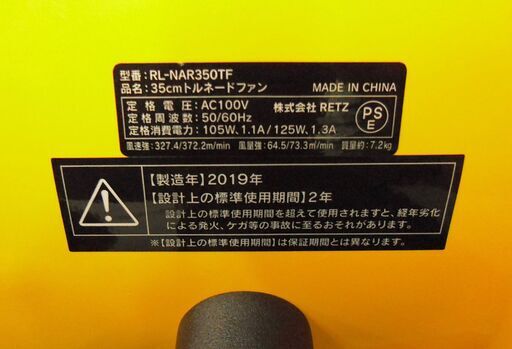 型番: RL-NAR350TF
品名: 35cmトルネードファン MADE IN CHINA
定格電圧: AC100V 株式会社 RETZ
定格周波数: 50/60Hz
定格消費電力: 105W、1.1A/125W、1.3A
風速強: 327.4/372.2m/min 風量強: 64.5/73.3㎥/min 質量約: 7.2kg
PS
E
【製造年】2019年
【設計上の標準使用期間】2年
設計上の標準使用期間を超えて使用されますと、経年劣化
による発火、ケガ等の事故に至るおそれがあります。
※【設計上の標準使用期間】は保証期間とは異なります。